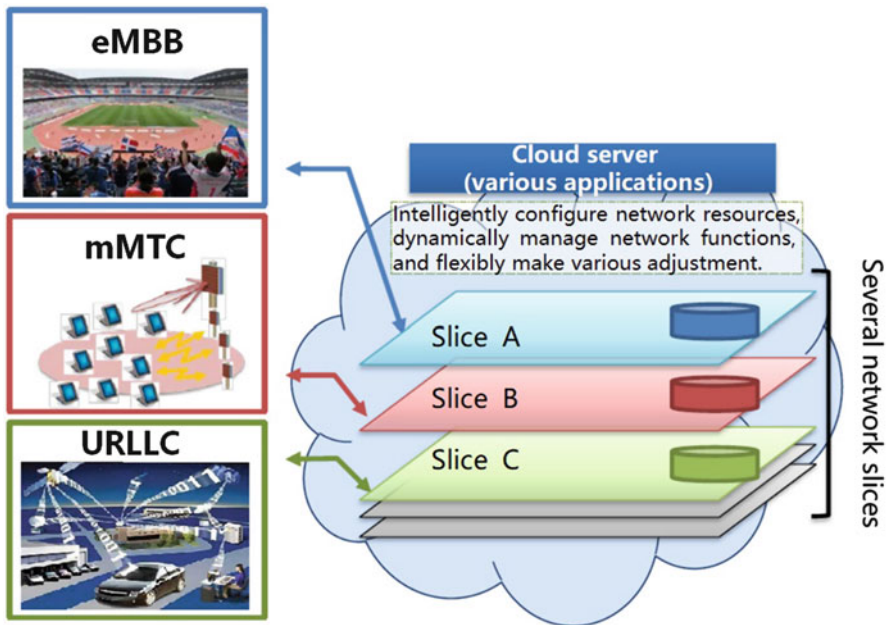 eMBB
mMTC
URLLC
Cloud server
(various applications)
Intelligently configure network resources,
dynamically manage network functions,
and flexibly make various adjustment.
Slice A
Slice B
Slice C
Several network slices